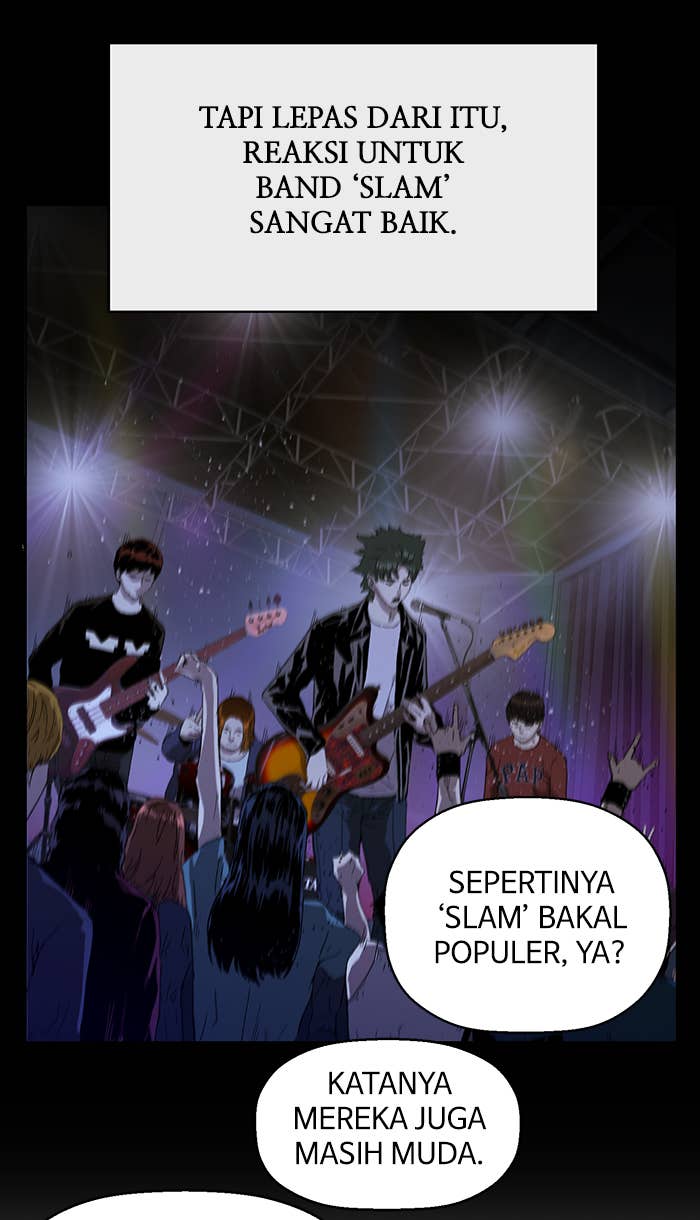 TAPI LEPAS DARI ITU,
REAKSI UNTUK
BAND ‘SLAM’
SANGAT BAIK.
SEPERTINYA
‘SLAM’ BAKAL
POPULER, YA?
KATANYA
MEREKA JUGA
MASIH MUDA.